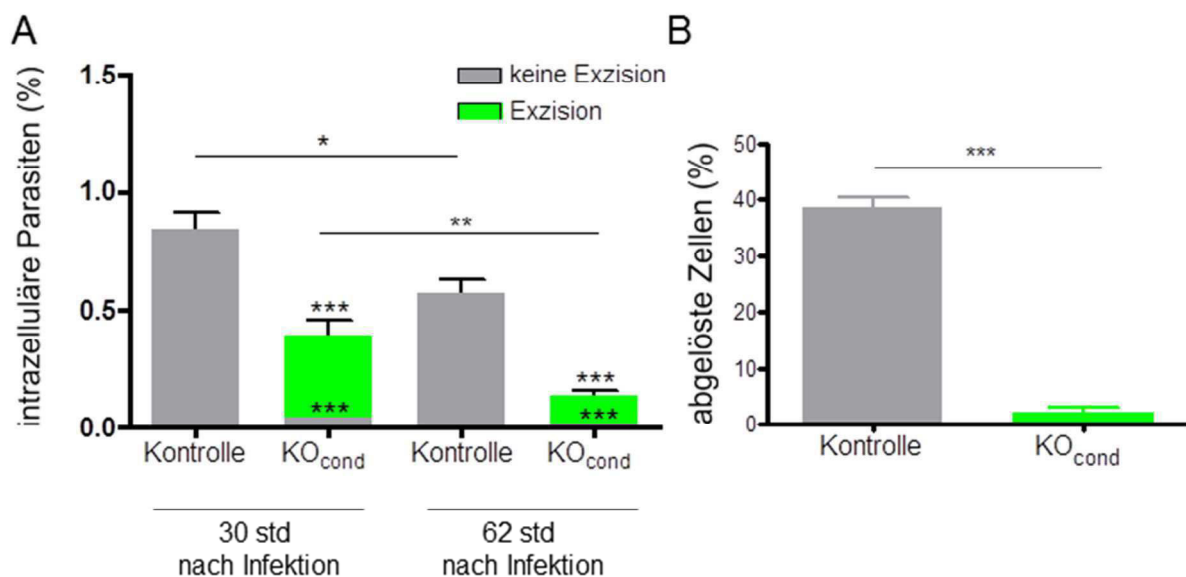 A
intrazelluläre Parasiten (%)
1.5
1.0
0.5
0.0
keine Exzision
Exzision
*
**
***
***
***
***
Kontrolle
KOcond
Kontrolle
KOcond
30 std
nach Infektion
62 std
nach Infektion
B
abgelöste Zellen (%)
50
40
30
20
10
0
***
Kontrolle
KOcond